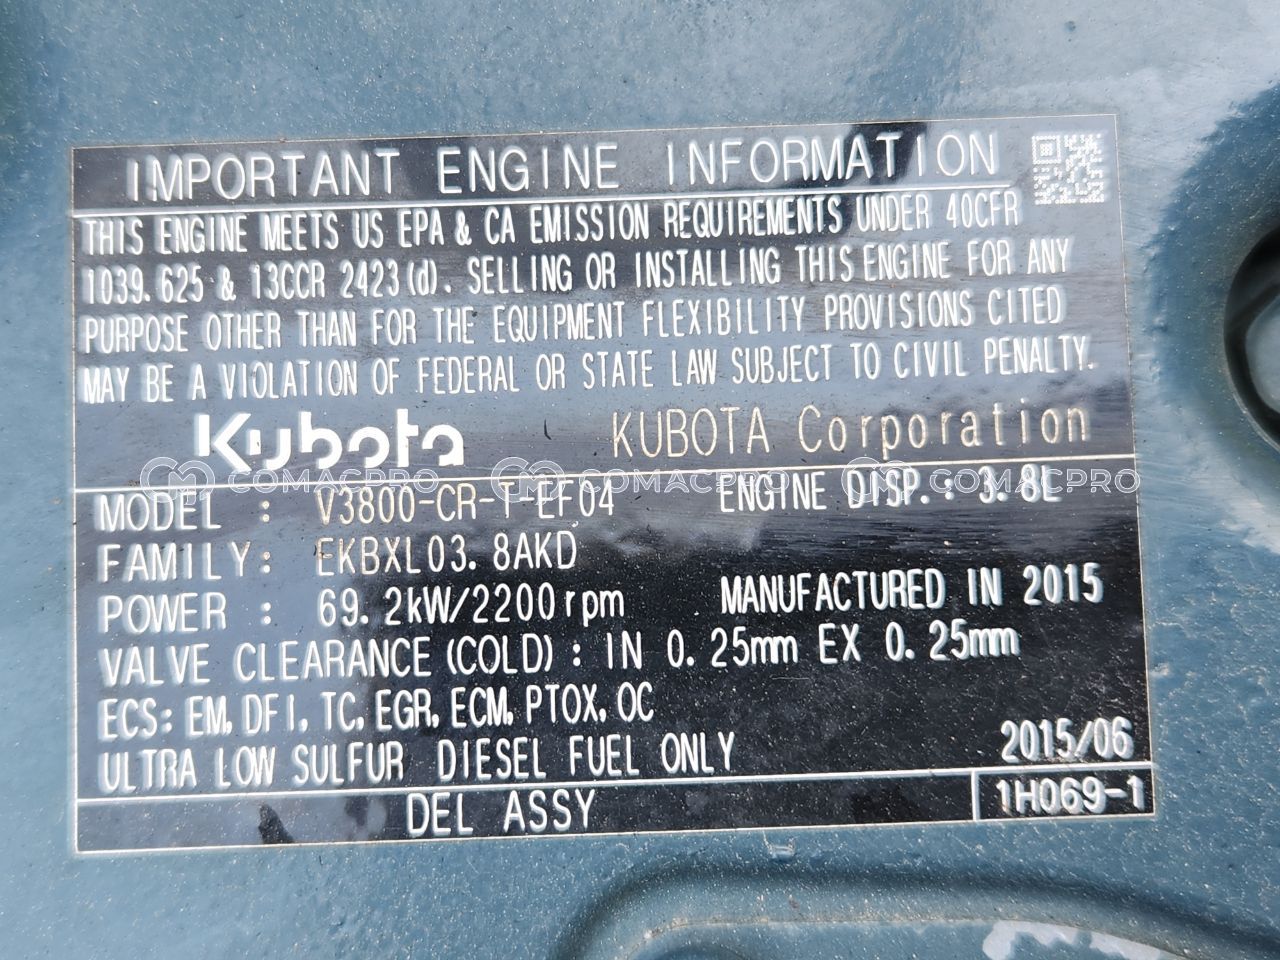 IMPORTANT ENGINE INFORMATION
THIS ENGINE MEETS US EPA & CA EMISSION REQUIREMENTS UNDER 40CFR
1039.625 & 13CCR 2423(d). SELLING OR INSTALLING THIS ENGINE FOR ANY
PURPOSE OTHER THAN FOR THE EQUIPMENT FLEXIBILITY PROVISIONS CITED
MAY BE A VIOLATION OF FEDERAL OR STATE LAW SUBJECT TO CIVIL PENALTY.
Kubota KUBOTA Corporation
COMACPRO COMACPRO COMACPRO
MODEL : V3800-CR-T-EF04 ENGINE DISP.: 3.8L
FAMILY: EKBXL03.8AKD
POWER : 69.2kW/2200rpm MANUFACTURED IN 2015
VALVE CLEARANCE(COLD): IN 0.25mm EX 0.25mm
ECS: EM, DFI, TC, EGR, ECM, PTOX, OC
ULTRA LOW SULFUR DIESEL FUEL ONLY 2015/06
DEL ASSY 1H069-1